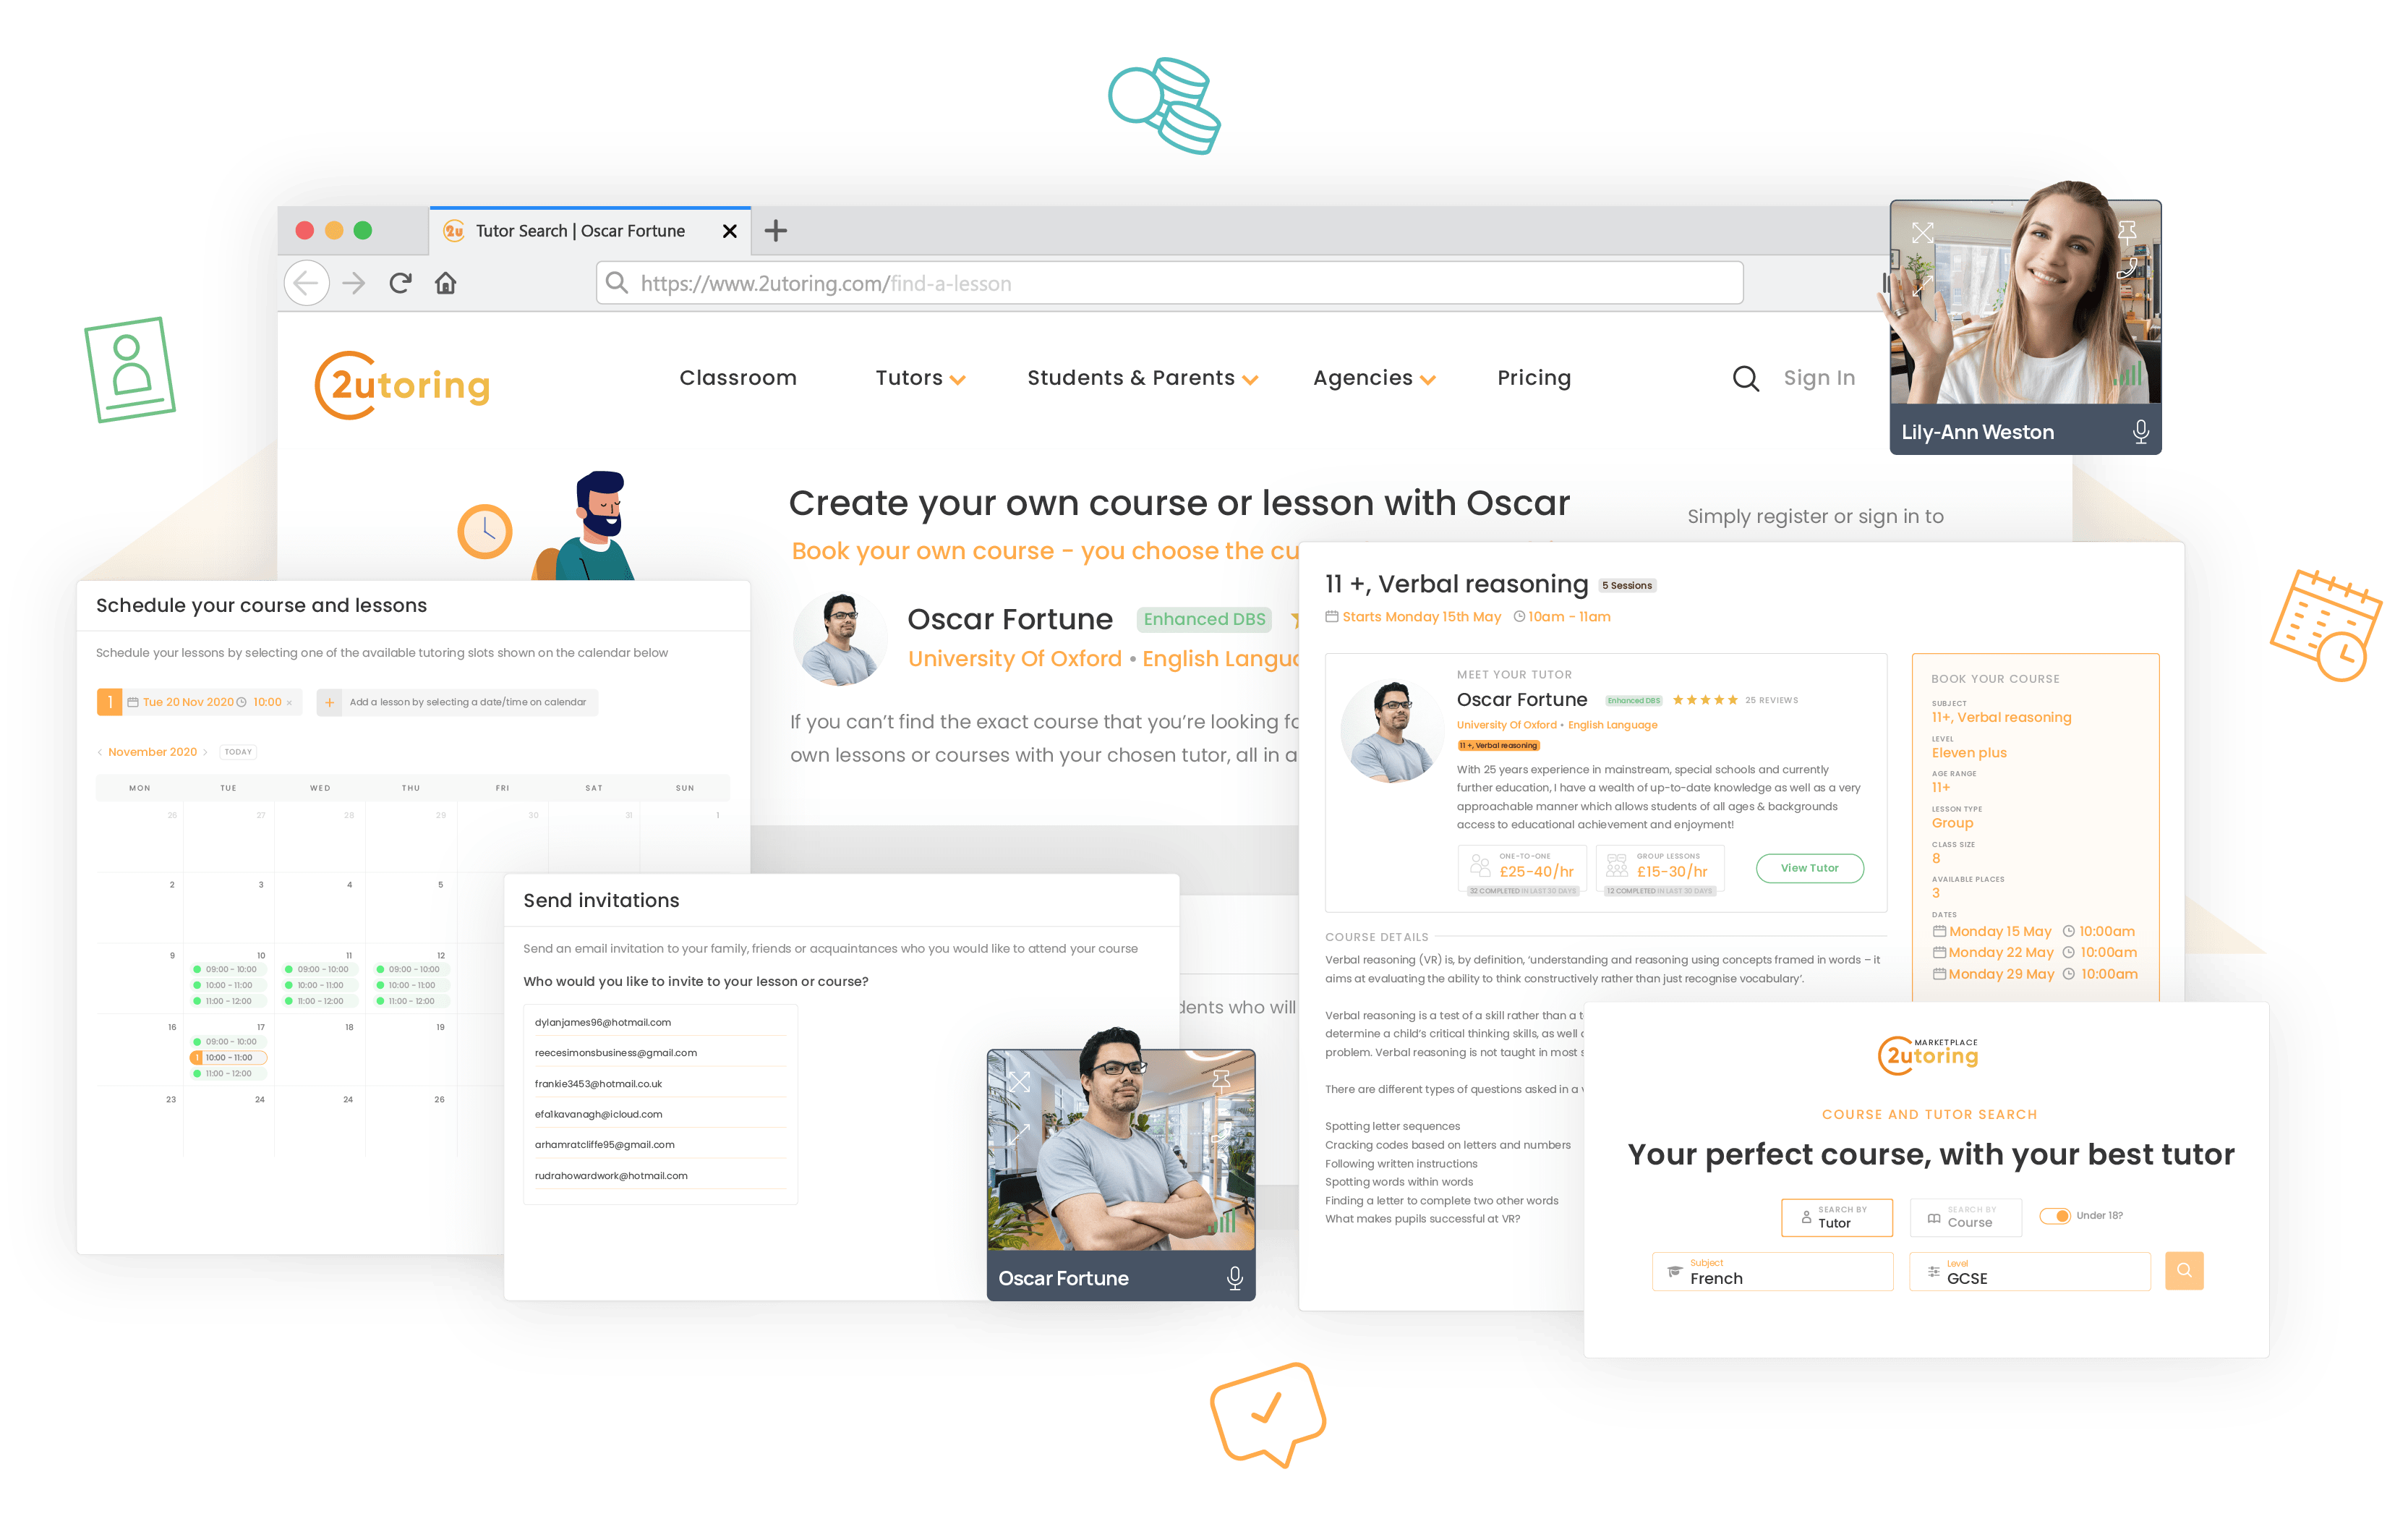 Tutor Search | Oscar Fortune
https://www.2utoring.com/find-a-lesson
2utoring
Classroom
Tutors
Students & Parents
Agencies
Pricing
Sign In
Lily-Ann Weston
Create your own course or lesson with Oscar
Simply register or sign in to
Book your own course - you choose the cu
Oscar Fortune
Enhanced DBS
University Of Oxford • English Langua
If you can't find the exact course that you're looking fo
own lessons or courses with your chosen tutor, all in a
dents who will
Schedule your course and lessons
Schedule your lessons by selecting one of the available tutoring slots shown on the calendar below
1 Tue 20 Nov 2020 10:00 ×
+ Add a lesson by selecting a date/time on calendar
< November 2020 > TODAY
MON TUE WED THU FRI SAT SUN
26 27 28 29 30 31 1
2 3 4 5
9 10 11 12
09:00 - 10:00 09:00 - 10:00 09:00 - 10:00
10:00 - 11:00 10:00 - 11:00 10:00 - 11:00
11:00 - 12:00 11:00 - 12:00 11:00 - 12:00
16 17 18 19
09:00 - 10:00
1 10:00 - 11:00
11:00 - 12:00
23 24 24 26
Send invitations
Send an email invitation to your family, friends or acquaintances who you would like to attend your course
Who would you like to invite to your lesson or course?
dylanjames96@hotmail.com
reecesimonsbusiness@gmail.com
frankie3453@hotmail.co.uk
efa1kavanagh@icloud.com
arhamratcliffe95@gmail.com
rudrahowardwork@hotmail.com
Oscar Fortune
11 +, Verbal reasoning 5 Sessions
Starts Monday 15th May 10am - 11am
MEET YOUR TUTOR
Oscar Fortune Enhanced DBS 25 REVIEWS
University Of Oxford • English Language
11 +, Verbal reasoning
With 25 years experience in mainstream, special schools and currently
further education, I have a wealth of up-to-date knowledge as well as a very
approachable manner which allows students of all ages & backgrounds
access to educational achievement and enjoyment!
ONE-TO-ONE
£25-40/hr
32 COMPLETED IN LAST 30 DAYS
GROUP LESSONS
£15-30/hr
12 COMPLETED IN LAST 30 DAYS
View Tutor
COURSE DETAILS
Verbal reasoning (VR) is, by definition, 'understanding and reasoning using concepts framed in words – it
aims at evaluating the ability to think constructively rather than just recognise vocabulary'.
Verbal reasoning is a test of a skill rather than a t
determine a child's critical thinking skills, as well
problem. Verbal reasoning is not taught in most s
There are different types of questions asked in a v
Spotting letter sequences
Cracking codes based on letters and numbers
Following written instructions
Spotting words within words
Finding a letter to complete two other words
What makes pupils successful at VR?
BOOK YOUR COURSE
SUBJECT
11+, Verbal reasoning
LEVEL
Eleven plus
AGE RANGE
11+
LESSON TYPE
Group
CLASS SIZE
8
AVAILABLE PLACES
3
DATES
Monday 15 May 10:00am
Monday 22 May 10:00am
Monday 29 May 10:00am
MARKETPLACE
2utoring
COURSE AND TUTOR SEARCH
Your perfect course, with your best tutor
SEARCH BY
Tutor
SEARCH BY
Course
Under 18?
Subject
French
Level
GCSE